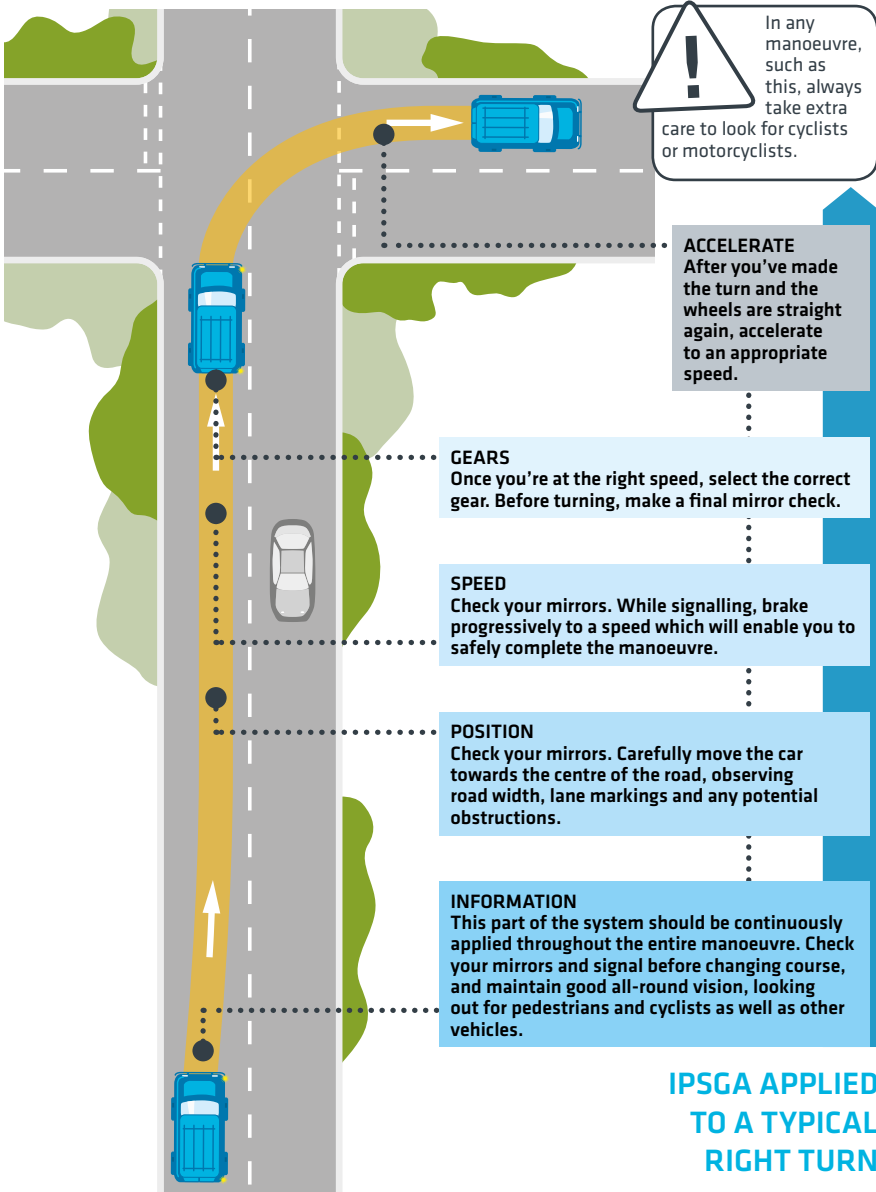 !
In any
manoeuvre,
such as
this, always
take extra
care to look for cyclists
or motorcyclists.
ACCELERATE
After you’ve made
the turn and the
wheels are straight
again, accelerate
to an appropriate
speed.
GEARS
Once you’re at the right speed, select the correct
gear. Before turning, make a final mirror check.
SPEED
Check your mirrors. While signalling, brake
progressively to a speed which will enable you to
safely complete the manoeuvre.
POSITION
Check your mirrors. Carefully move the car
towards the centre of the road, observing
road width, lane markings and any potential
obstructions.
INFORMATION
This part of the system should be continuously
applied throughout the entire manoeuvre. Check
your mirrors and signal before changing course,
and maintain good all-round vision, looking
out for pedestrians and cyclists as well as other
vehicles.
IPSGA APPLIED
TO A TYPICAL
RIGHT TURN